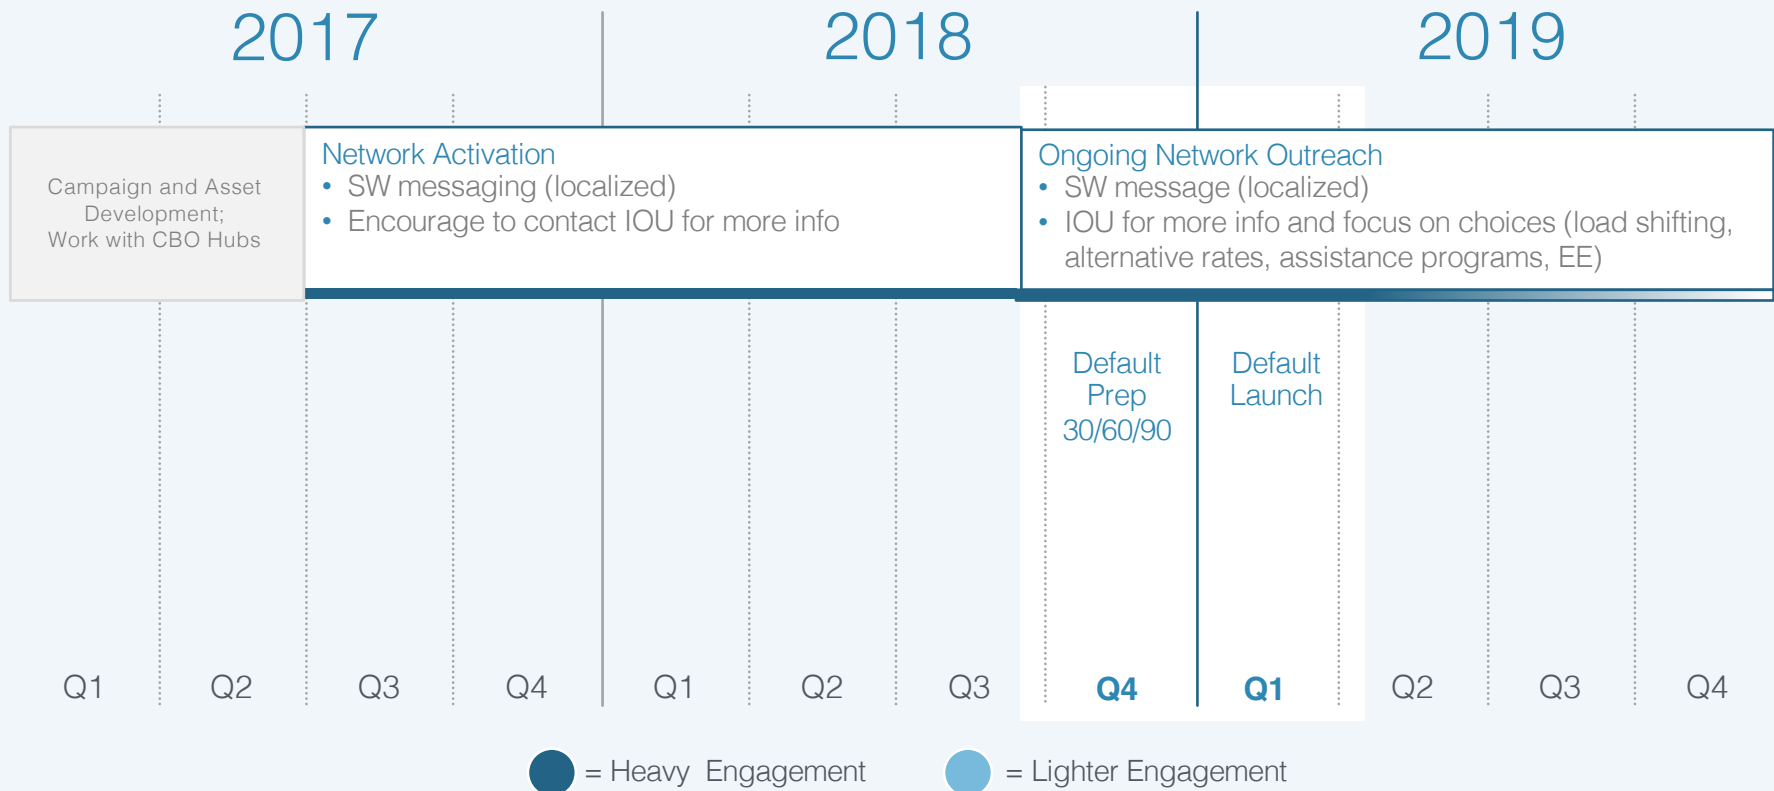 2017
2018
2019
Campaign and Asset
Development;
Work with CBO Hubs
Network Activation
• SW messaging (localized)
• Encourage to contact IOU for more info
Ongoing Network Outreach
• SW message (localized)
• IOU for more info and focus on choices (load shifting,
alternative rates, assistance programs, EE)
Default
Prep
30/60/90
Default
Launch
Q1
Q2
Q3
Q4
Q1
Q2
Q3
Q4
Q1
Q2
Q3
Q4
= Heavy Engagement
= Lighter Engagement